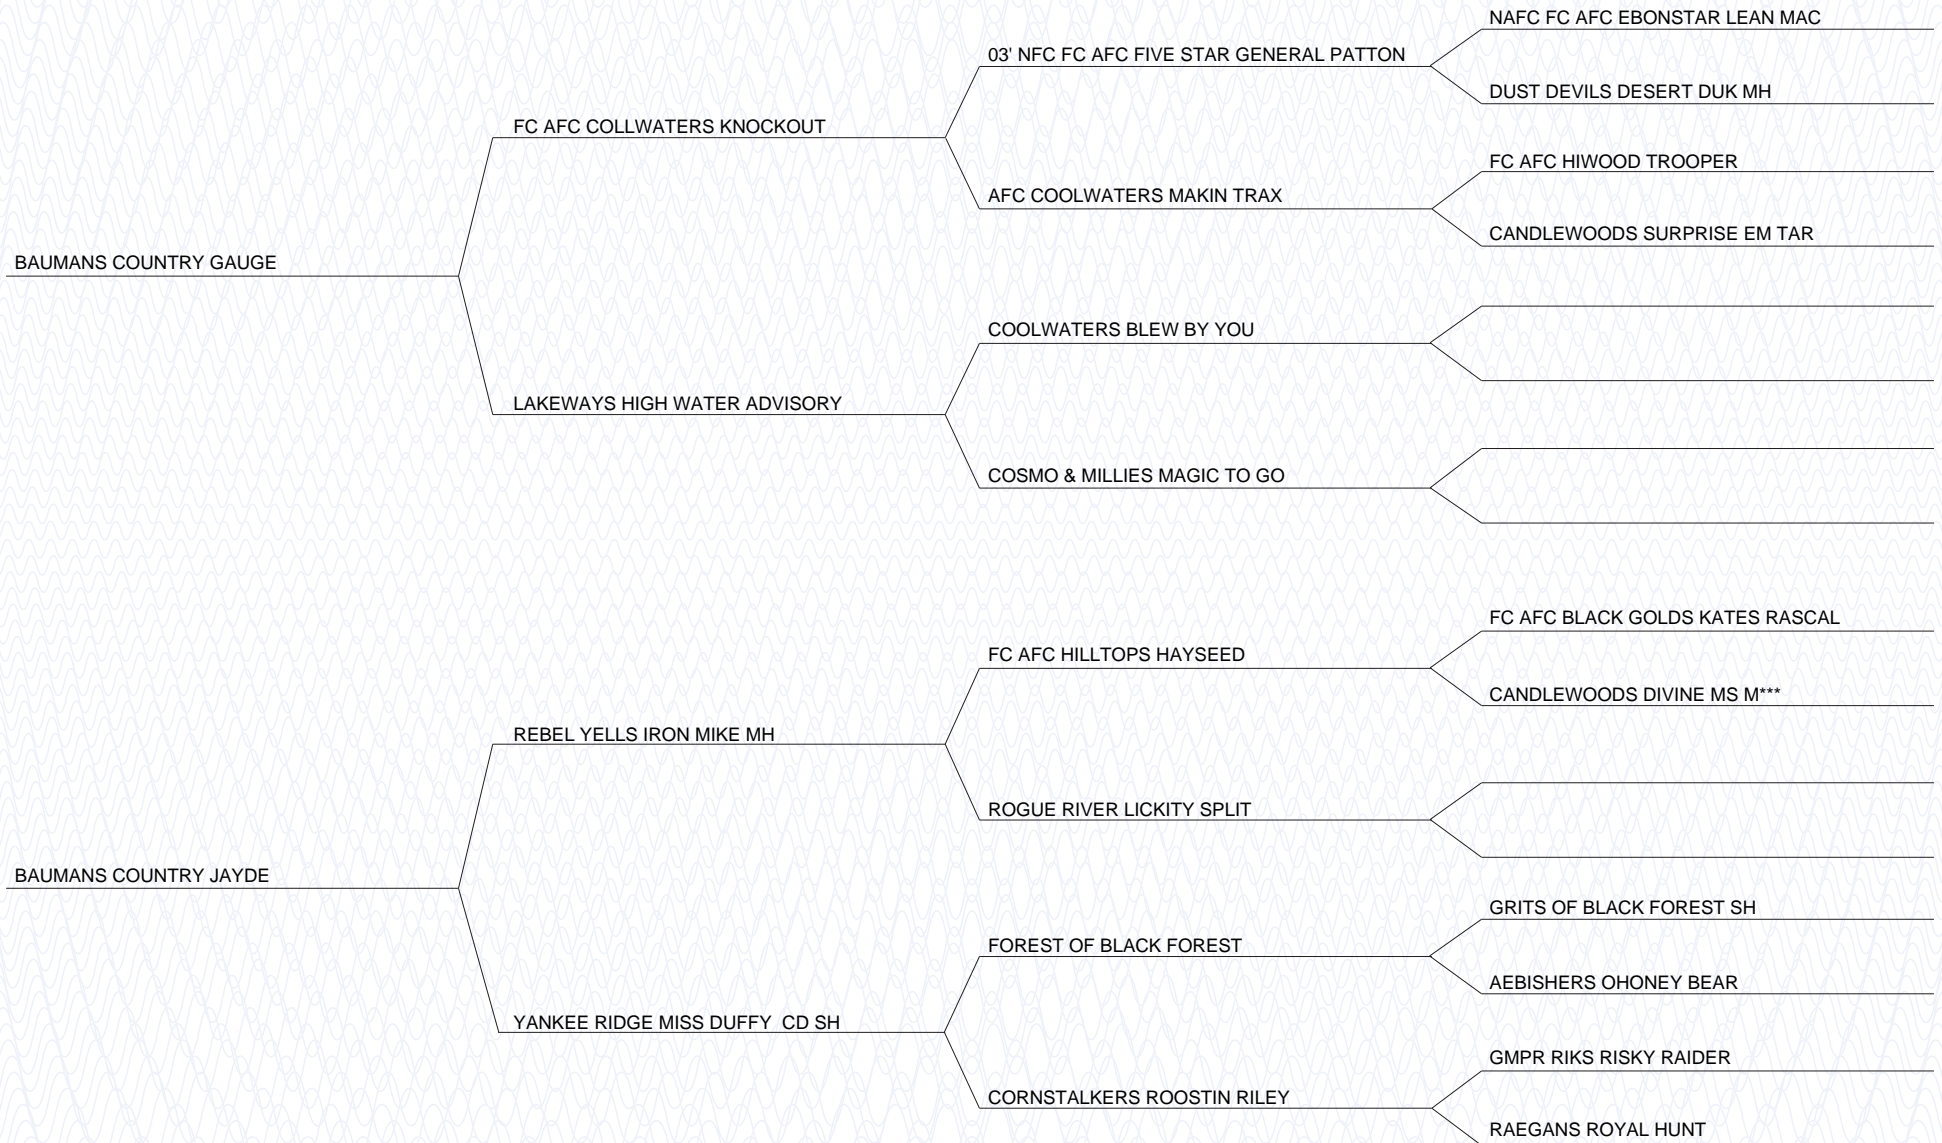 NAFC FC AFC EBONSTAR LEAN MAC
03' NFC FC AFC FIVE STAR GENERAL PATTON
DUST DEVILS DESERT DUK MH
FC AFC COLLWATERS KNOCKOUT
FC AFC HIWOOD TROOPER
AFC COOLWATERS MAKIN TRAX
CANDLEWOODS SURPRISE EM TAR
BAUMANS COUNTRY GAUGE
COOLWATERS BLEW BY YOU
LAKEWAYS HIGH WATER ADVISORY
COSMO & MILLIES MAGIC TO GO
FC AFC BLACK GOLDS KATES RASCAL
FC AFC HILLTOPS HAYSEED
CANDLEWOODS DIVINE MS M***
REBEL YELLS IRON MIKE MH
ROGUE RIVER LICKITY SPLIT
BAUMANS COUNTRY JAYDE
GRITS OF BLACK FOREST SH
FOREST OF BLACK FOREST
AEBISHERS OHONEY BEAR
YANKEE RIDGE MISS DUFFY  CD SH
GMPR RIKS RISKY RAIDER
CORNSTALKERS ROOSTIN RILEY
RAEGANS ROYAL HUNT